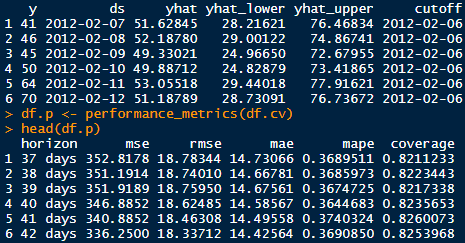 y ds yhat yhat_lower yhat_upper cutoff
1 41 2012-02-07 51.62845 28.21621 76.46834 2012-02-06
2 46 2012-02-08 52.18780 29.00122 74.86741 2012-02-06
3 45 2012-02-09 49.33021 24.96650 72.67955 2012-02-06
4 50 2012-02-10 49.88712 24.82879 73.41865 2012-02-06
5 64 2012-02-11 53.05518 29.44018 77.91621 2012-02-06
6 70 2012-02-12 51.18789 28.73091 76.73672 2012-02-06
> df.p <- performance_metrics(df.cv)
> head(df.p)
horizon mse rmse mae mape coverage
1 37 days 352.8178 18.78344 14.73066 0.3689511 0.8211233
2 38 days 351.1914 18.74010 14.66781 0.3685973 0.8223443
3 39 days 351.9189 18.75950 14.67561 0.3674725 0.8217338
4 40 days 346.8852 18.62485 14.58567 0.3644683 0.8235653
5 41 days 340.8852 18.46308 14.49558 0.3740324 0.8260073
6 42 days 336.2500 18.33712 14.42564 0.3690850 0.8253968